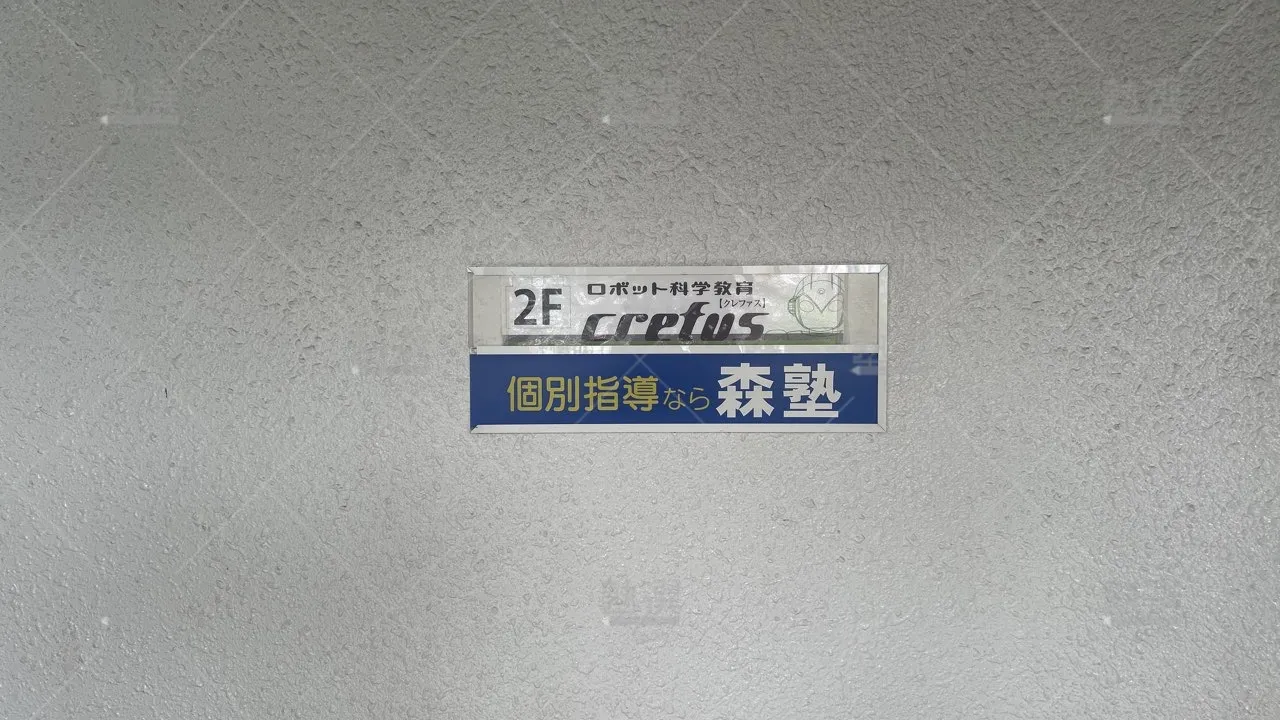 2F
ロボット科学教育
【クレファス】
crefus
個別指導なら森塾